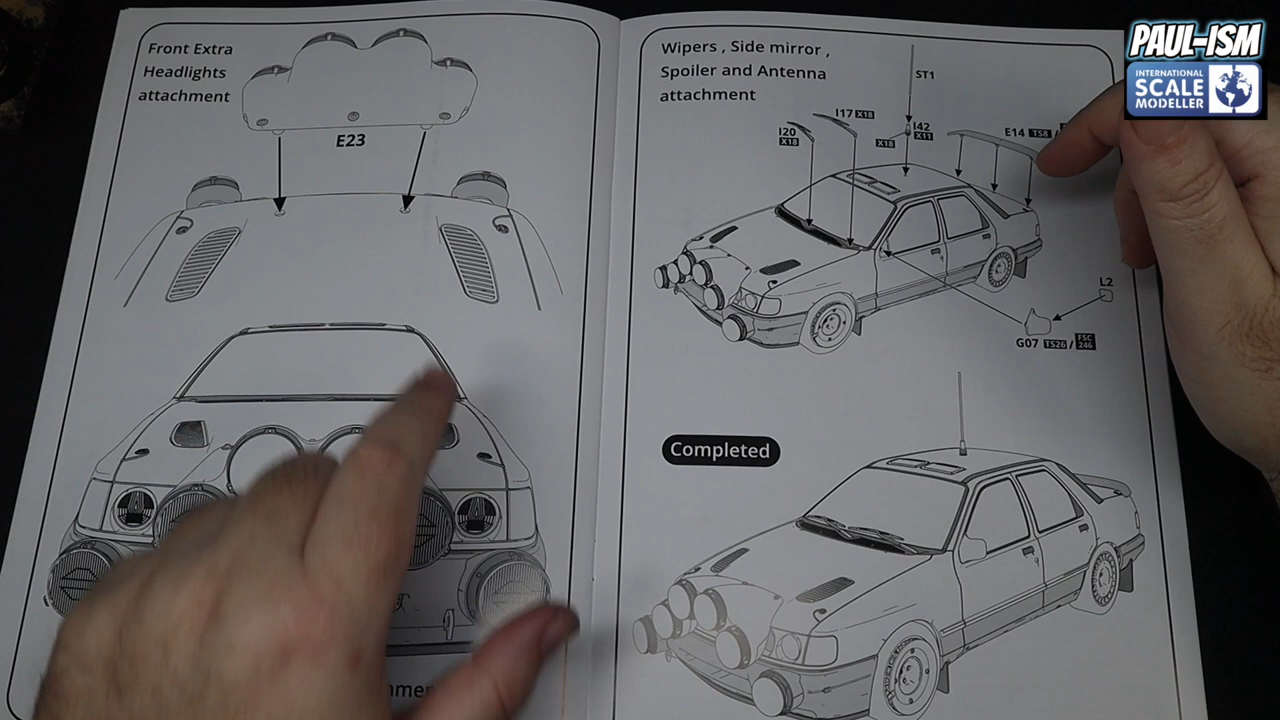 Front Extra
Headlights
attachment
E23
mmer
Wipers , Side mirror ,
Spoiler and Antenna
attachment
ST1
I17 X18
I20
X18
I42
X18 X11
E14 TS8 /
L2
G07 TS26 / FSC 246
Completed
PAUL-ISM
INTERNATIONAL
SCALE
MODELLER